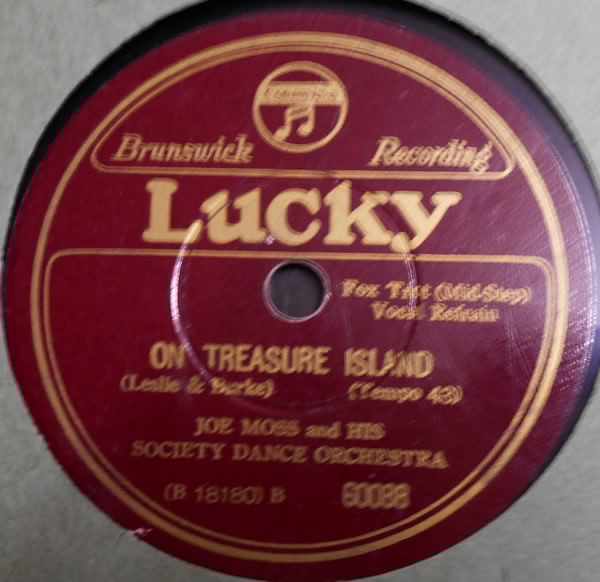 Columbia
Brunswick Recording
Lucky
Fox Trot (Mid-Step)
Vocal Refrain
ON TREASURE ISLAND
(Leslie & Burke) (Tempo 43)
JOE MOSS and HIS
SOCIETY DANCE ORCHESTRA
(B 18180) B 60088